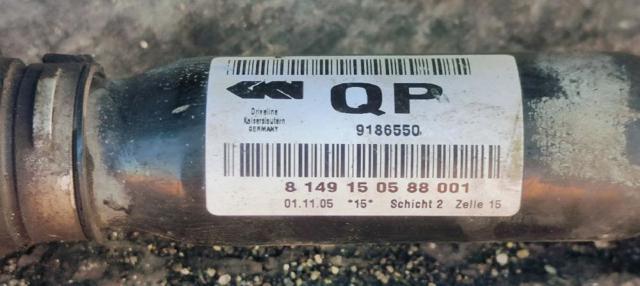 GKN QP
Driveline
Kaiserslautern
GERMANY
9186550
8 149 15 05 88 001
01.11.05 *15* Schicht 2 Zelle 15